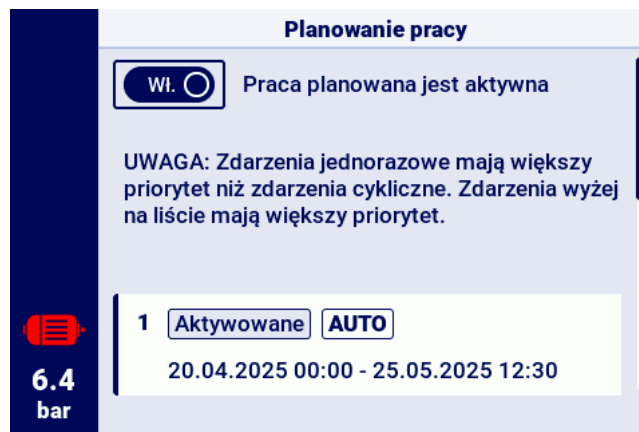 Planowanie pracy
Wł.
Praca planowana jest aktywna
UWAGA: Zdarzenia jednorazowe mają większy
priorytet niż zdarzenia cykliczne. Zdarzenia wyżej
na liście mają większy priorytet.
1 Aktywowane AUTO
20.04.2025 00:00 - 25.05.2025 12:30
6.4
bar